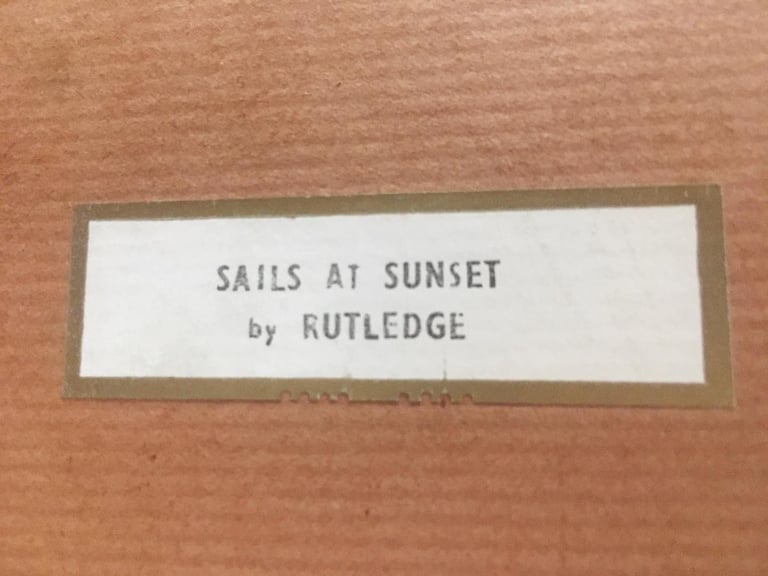 SAILS AT SUNSET
by RUTLEDGE